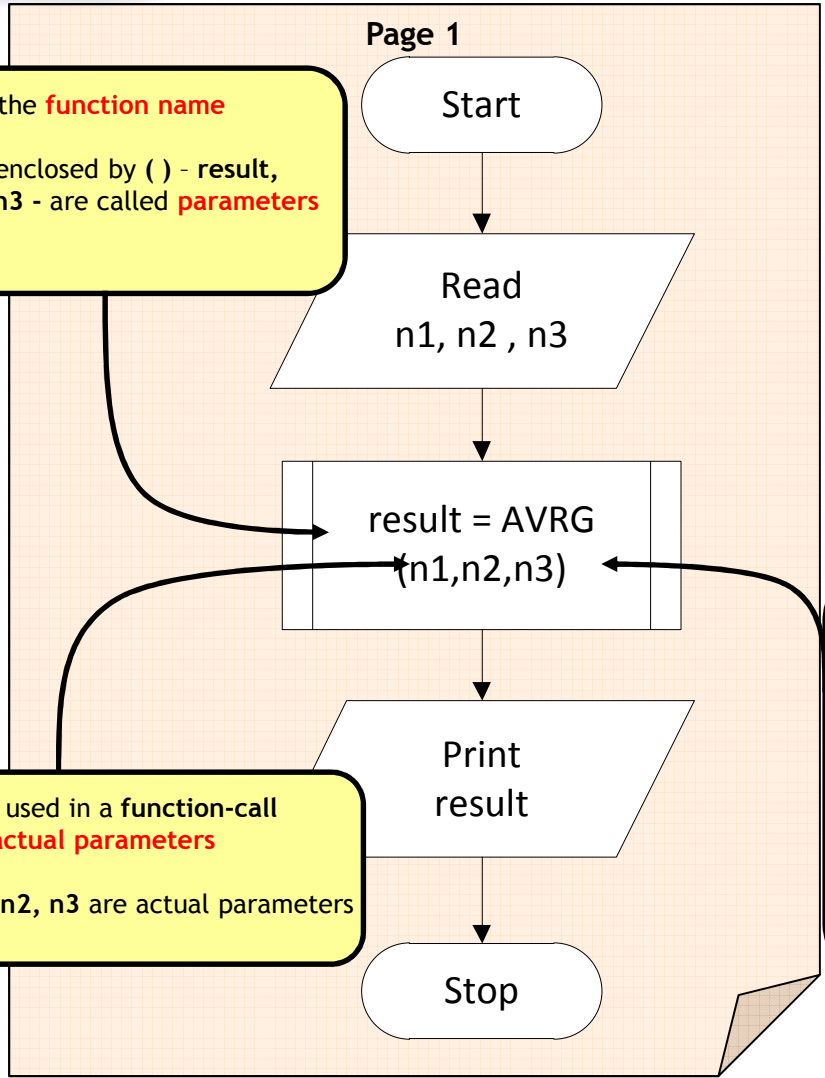 Page 1
Start
the function name
enclosed by ( ) - result,
n3 - are called parameters
Read
n1, n2 , n3
result = AVRG
(n1,n2,n3)
Print
result
used in a function-call
actual parameters
n2, n3 are actual parameters
Stop